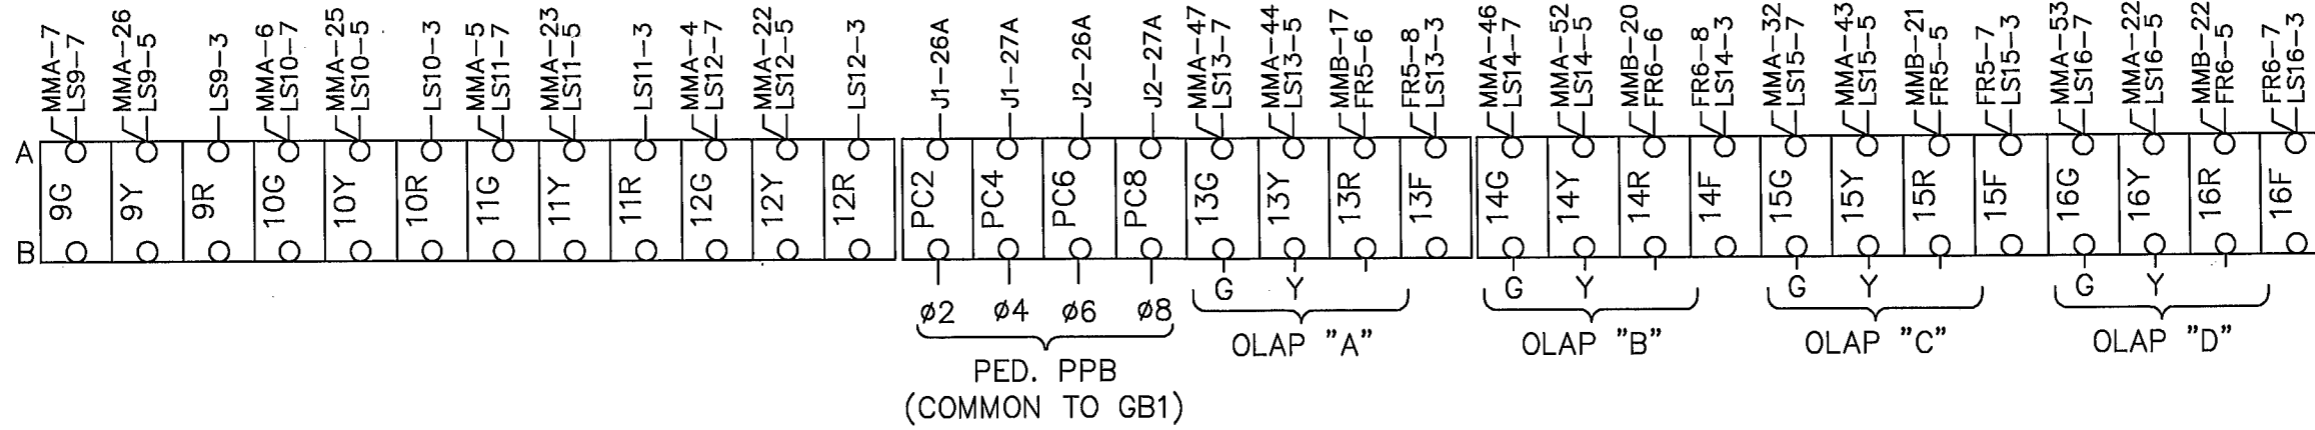 MMA-7
LS9-7
MMA-26
LS9-5
LS9-3
MMA-6
LS10-7
MMA-25
LS10-5
LS10-3
MMA-5
LS11-7
MMA-23
LS11-5
LS11-3
MMA-4
LS12-7
MMA-22
LS12-5
LS12-3
J1-26A
J1-27A
J2-26A
J2-27A
MMA-47
LS13-7
MMA-44
LS13-5
MMB-17
FR5-6
FR5-8
LS13-3
MMA-46
LS14-7
MMA-52
LS14-5
MMB-20
FR6-6
FR6-8
LS14-3
MMA-32
LS15-7
MMA-43
LS15-5
MMB-21
FR5-5
FR5-7
LS15-3
MMA-53
LS16-7
MMA-22
LS16-5
MMB-22
FR6-5
FR6-7
LS16-3
A
9G
9Y
9R
10G
10Y
10R
11G
11Y
11R
12G
12Y
12R
PC2
PC4
PC6
PC8
13G
13Y
13R
13F
14G
14Y
14R
14F
15G
15Y
15R
15F
16G
16Y
16R
16F
B
ø2
ø4
ø6
ø8
G
Y
G
Y
G
Y
G
Y
PED. PPB
(COMMON TO GB1)
OLAP "A"
OLAP "B"
OLAP "C"
OLAP "D"